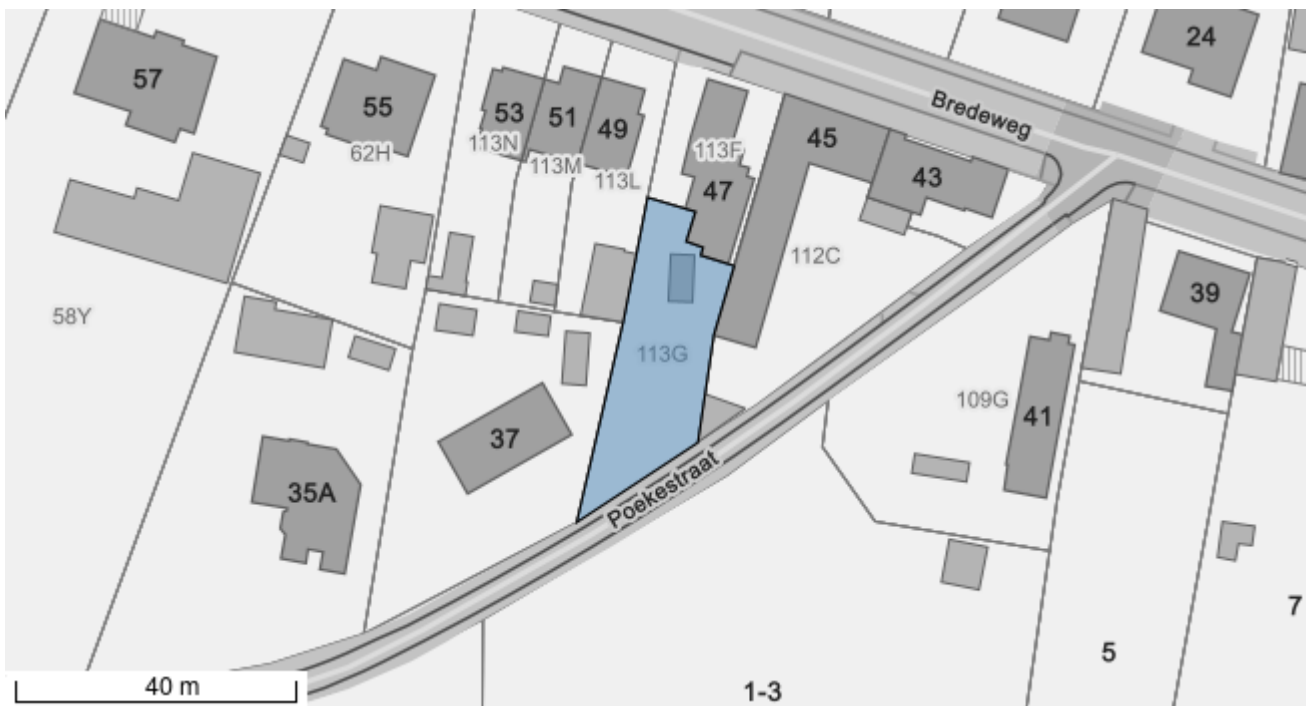 24
57
55
53
51
49
45
Bredeweg
113N
62H
113M
113L
113F
47
43
112C
39
58Y
113G
109G
41
37
35A
Poekestraat
7
5
40 m
1-3